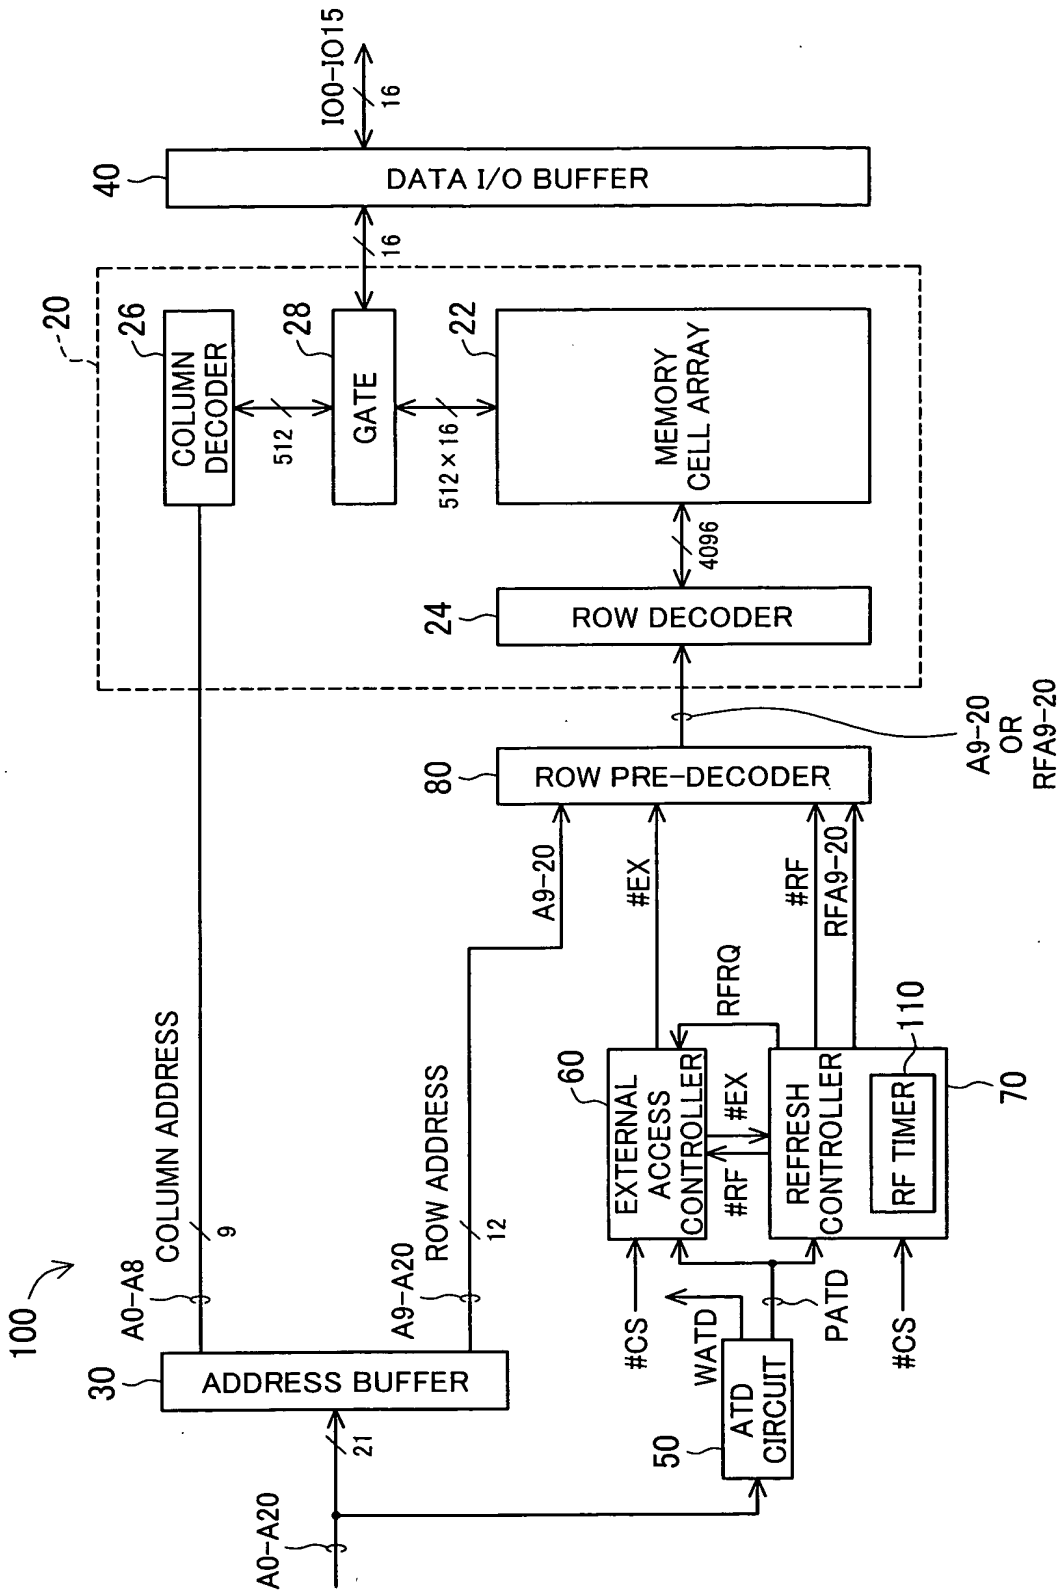 100
20
A0-A20
21
30
ADDRESS BUFFER
A0-A8
COLUMN ADDRESS
9
26
COLUMN
DECODER
512
28
GATE
16
40
DATA I/O BUFFER
IO0-IO15
16
512×16
22
MEMORY
CELL ARRAY
4096
24
ROW DECODER
A9-A20
ROW ADDRESS
12
A9-20
80
ROW PRE-DECODER
A9-20
OR
RFA9-20
50
ATD
CIRCUIT
WATD
PATD
#CS
60
EXTERNAL
ACCESS
CONTROLLER
#EX
RFRQ
#RF
#EX
#CS
REFRESH
CONTROLLER
RF TIMER
110
70
#RF
RFA9-20